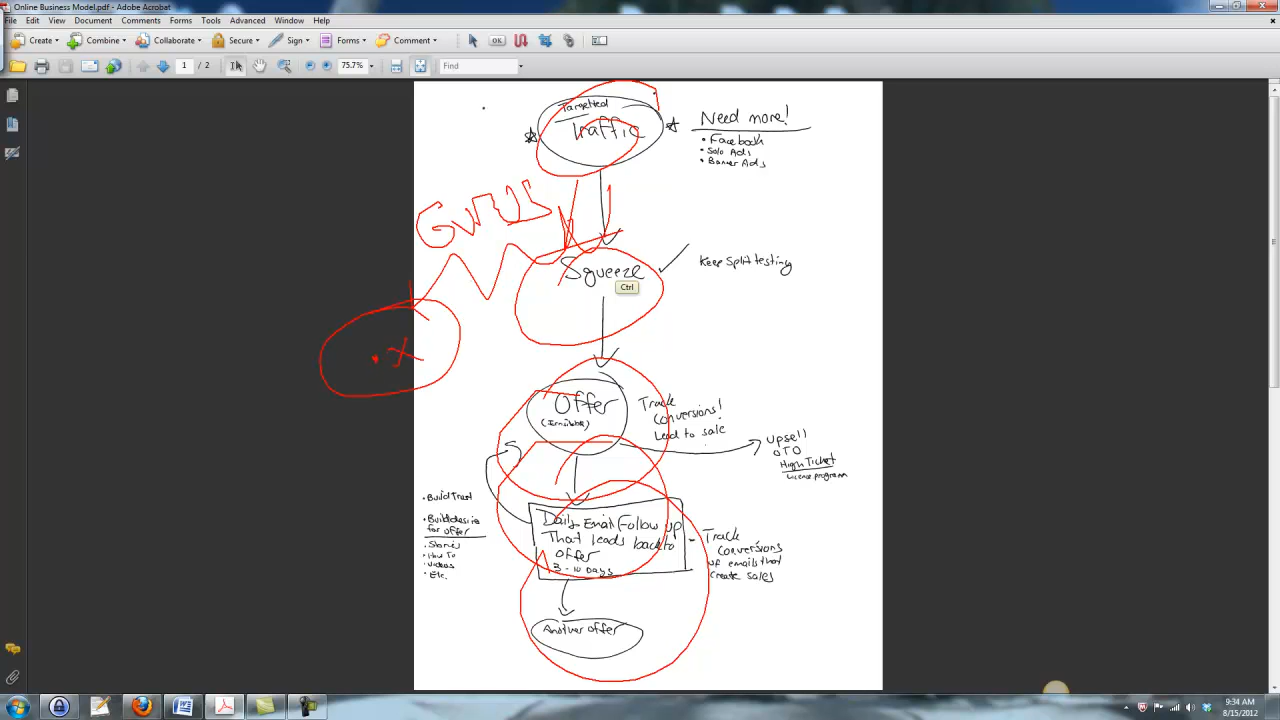 Online Business Model.pdf - Adobe Acrobat
File Edit View Document Comments Forms Tools Advanced Window Help
Create Combine Collaborate Secure Sign Forms Comment
1 / 2 75.7% Find
Targetted
Traffic
Need more!
• Facebook
• Solo Ads
• Banner Ads
GURUS
Squeeze
Keep Split testing
Ctrl
X
Offer
Track
Conversions!
Lead to sale
Upsell
OTO
High Ticket
Licence program
• Build Trust
• Build desire
for offer
• Stories
• How To
• Videos
• Etc.
Daily Email Follow up
That leads back to
offer
3 - 10 Days
- Track
Conversions
of emails that
create sales
Another offer
9:34 AM
8/15/2012